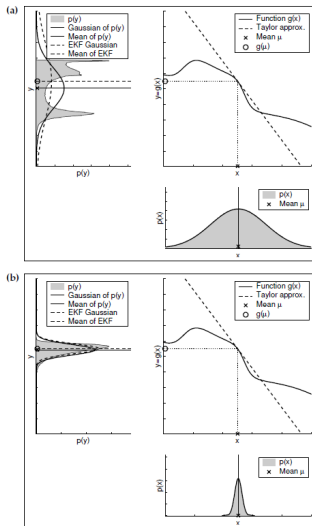 (a)
p(y)
Gaussian of p(y)
Mean of p(y)
EKF Gaussian
Mean of EKF
y
p(y)
Function g(x)
Taylor approx.
Mean μ
g(μ)
y=g(x)
x
p(x)
Mean μ
p(x)
x
(b)
p(y)
Gaussian of p(y)
Mean of p(y)
EKF Gaussian
Mean of EKF
y
p(y)
Function g(x)
Taylor approx.
Mean μ
g(μ)
y=g(x)
x
p(x)
Mean μ
p(x)
x